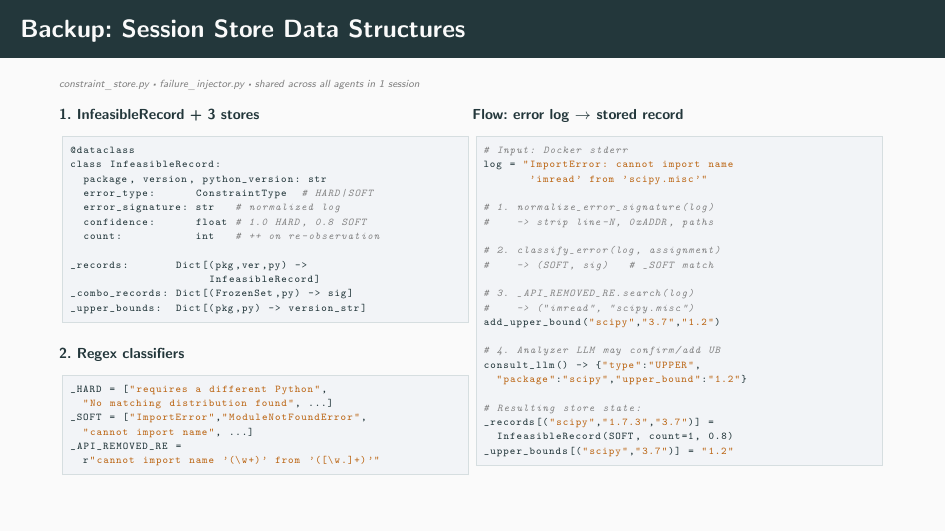 Backup: Session Store Data Structures
constraint_store.py • failure_injector.py • shared across all agents in 1 session
1. InfeasibleRecord + 3 stores
@dataclass
class InfeasibleRecord:
  package, version, python_version: str
  error_type:      ConstraintType  # HARD|SOFT
  error_signature: str   # normalized log
  confidence:      float # 1.0 HARD, 0.8 SOFT
  count:           int   # ++ on re-observation
_records:       Dict[(pkg,ver,py) ->
                     InfeasibleRecord]
_combo_records: Dict[(FrozenSet,py) -> sig]
_upper_bounds:  Dict[(pkg,py) -> version_str]
2. Regex classifiers
_HARD = ["requires a different Python",
  "No matching distribution found", ...]
_SOFT = ["ImportError","ModuleNotFoundError",
  "cannot import name", ...]
_API_REMOVED_RE =
  r"cannot import name '(\w+)' from '([\w.]+)'"
Flow: error log → stored record
# Input: Docker stderr
log = "ImportError: cannot import name
       'imread' from 'scipy.misc'"
# 1. normalize_error_signature(log)
#    -> strip line-N, 0xADDR, paths
# 2. classify_error(log, assignment)
#    -> (SOFT, sig)   # _SOFT match
# 3. _API_REMOVED_RE.search(log)
#    -> ("imread", "scipy.misc")
add_upper_bound("scipy","3.7","1.2")
# 4. Analyzer LLM may confirm/add UB
consult_llm() -> {"type":"UPPER",
  "package":"scipy","upper_bound":"1.2"}
# Resulting store state:
_records[("scipy","1.7.3","3.7")] =
  InfeasibleRecord(SOFT, count=1, 0.8)
_upper_bounds[("scipy","3.7")] = "1.2"